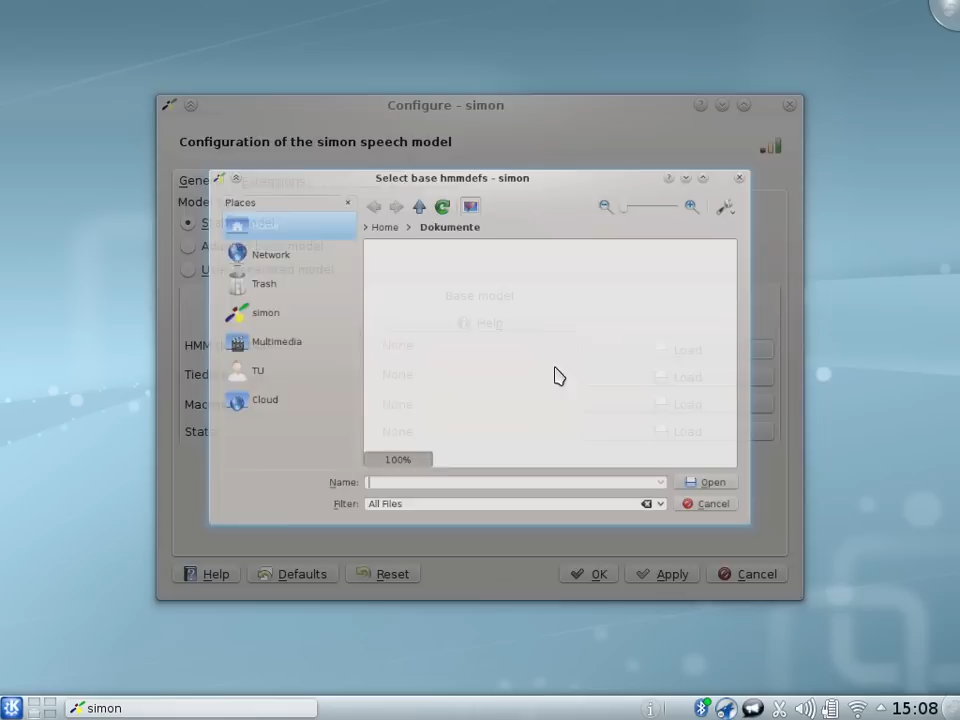 Configure – simon
Configuration of the simon speech model
Select base hmmdefs – simon
Places
Home > Dokumente
Network
Trash
simon
Multimedia
TU
Cloud
Base model
Help
HMM
None
Load
Tied
None
Load
None
Load
None
Load
100%
Name:
Open
Filter:
All Files
Cancel
Help
Defaults
Reset
OK
Apply
Cancel
simon
15:08